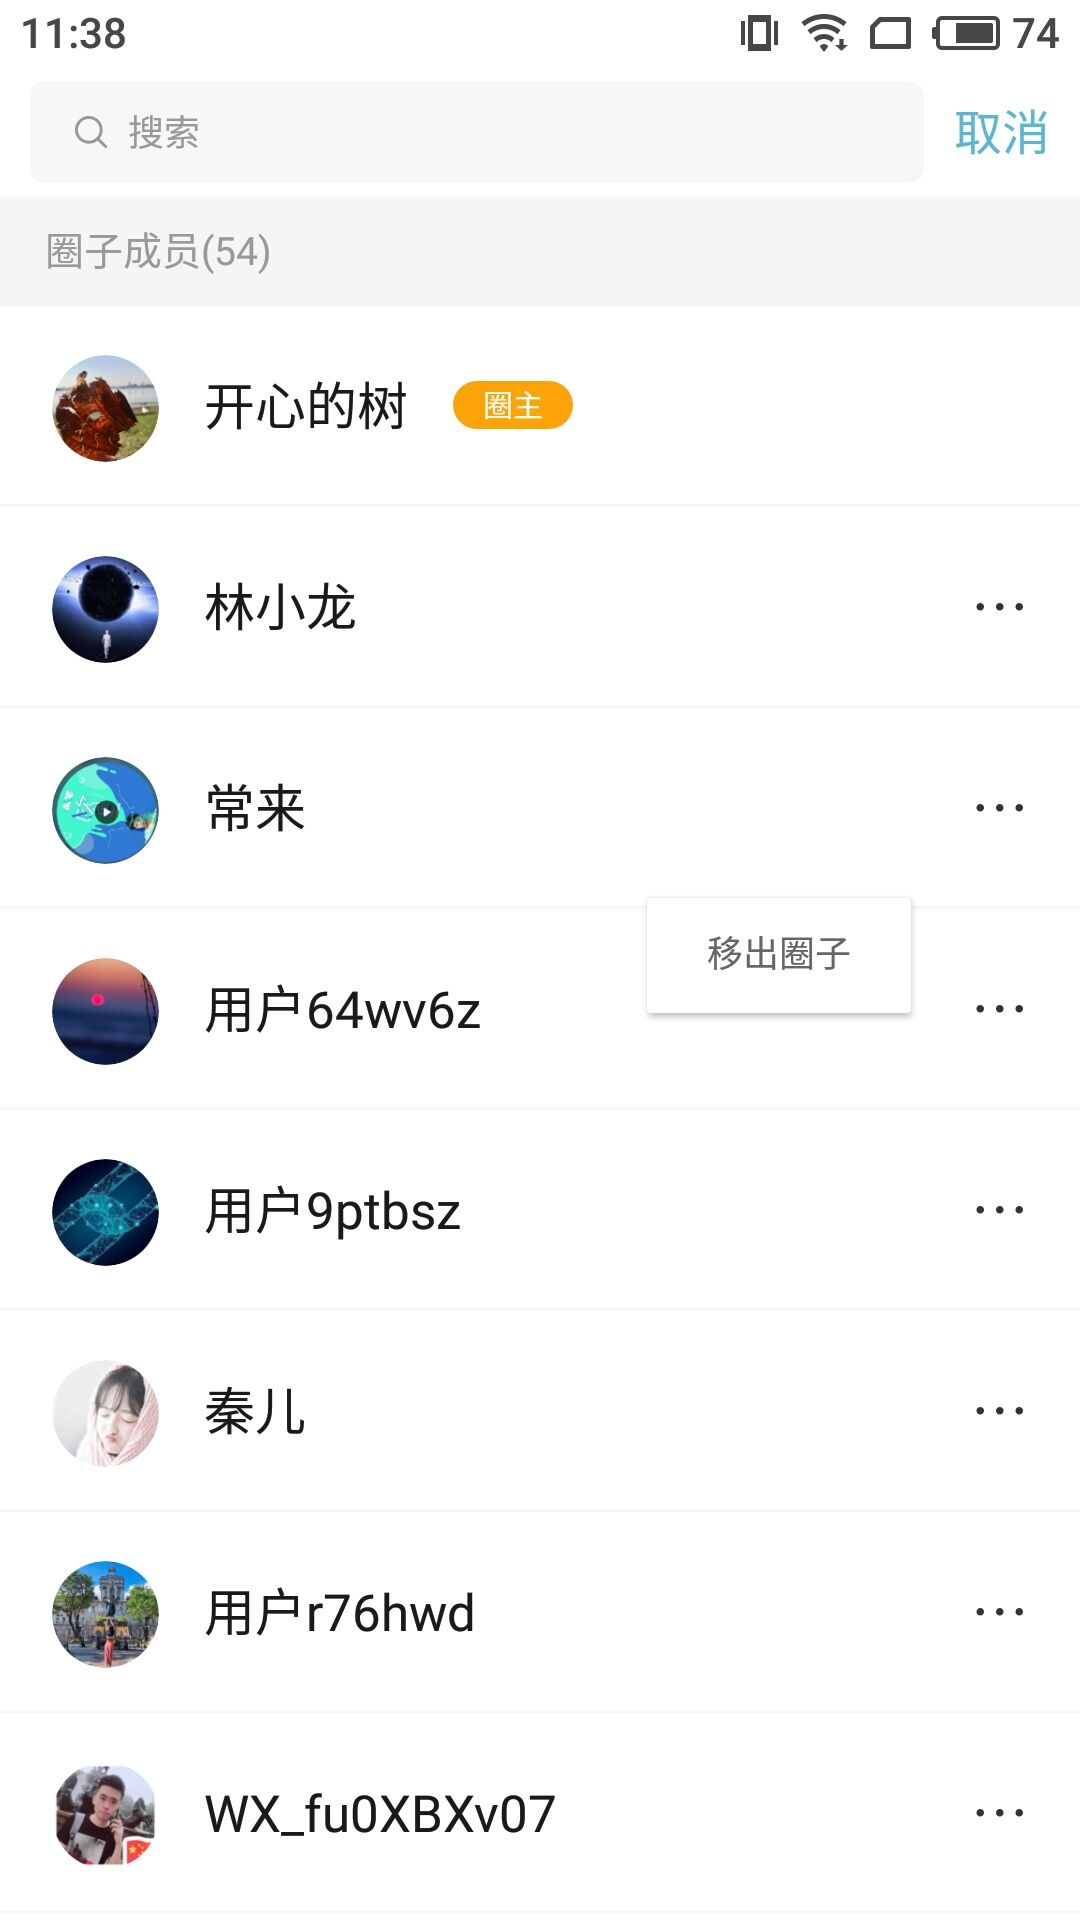 11:38
74
搜索
取消
圈子成员(54)
开心的树
圈主
林小龙
常来
移出圈子
用户64wv6z
用户9ptbsz
秦儿
用户r76hwd
WX_fu0XBXv07